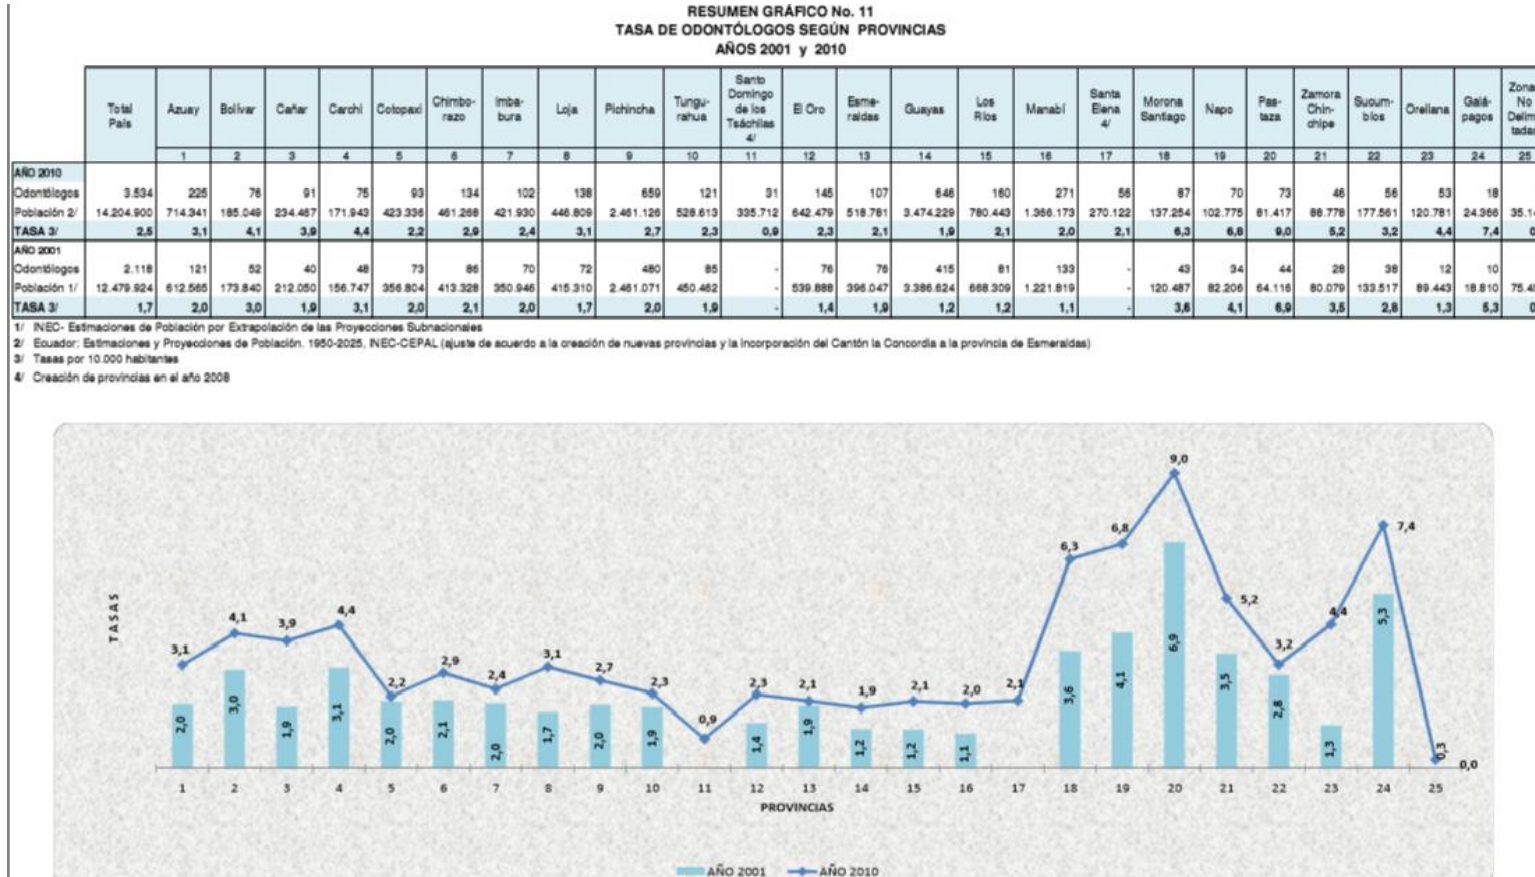 RESUMEN GRÁFICO No. 11
TASA DE ODONTÓLOGOS SEGÚN PROVINCIAS
AÑOS 2001 y 2010
Total País Azuay Bolívar Cañar Carchi Cotopaxi Chimbo-razo Imba-bura Loja Pichincha Tungu-rahua Santo Domingo de los Tsáchilas 4/ El Oro Esme-raldas Guayas Los Ríos Manabí Santa Elena 4/ Morona Santiago Napo Pas-taza Zamora Chin-chipe Sucum-bíos Orellana Galá-pagos Zona No
1 2 3 4 5 6 7 8 9 10 11 12 13 14 15 16 17 18 19 20 21 22 23 24 25
AÑO 2010
Odontólogos 3.534 225 76 91 75 93 134 102 138 659 121 31 145 107 646 160 271 56 87 70 73 46 56 53 18
Población 2/ 14.204.900 714.341 185.049 234.467 171.943 423.336 461.268 421.930 446.809 2.461.126 528.613 335.712 642.479 518.781 3.474.229 780.443 1.366.173 270.122 137.254 102.775 81.417 88.778 177.561 120.781 24.366
TASA 3/ 2,5 3,1 4,1 3,9 4,4 2,2 2,9 2,4 3,1 2,7 2,3 0,9 2,3 2,1 1,9 2,1 2,0 2,1 6,3 6,8 9,0 5,2 3,2 4,4 7,4
AÑO 2001
Odontólogos 2.118 121 52 40 48 73 86 70 72 480 85 - 76 76 415 81 133 - 43 34 44 28 38 12 10
Población 1/ 12.479.924 612.565 173.840 212.050 156.747 356.804 413.328 350.946 415.310 2.461.071 450.462 - 539.888 396.047 3.386.624 668.309 1.221.819 - 120.487 82.206 64.116 80.079 133.517 89.443 18.810
TASA 3/ 1,7 2,0 3,0 1,9 3,1 2,0 2,1 2,0 1,7 2,0 1,9 - 1,4 1,9 1,2 1,2 1,1 - 3,6 4,1 6,9 3,5 2,8 1,3 5,3
1/ INEC- Estimaciones de Población por Extrapolación de las Proyecciones Subnacionales
2/ Ecuador: Estimaciones y Proyecciones de Población. 1950-2025, INEC-CEPAL (ajuste de acuerdo a la creación de nuevas provincias y la incorporación del Cantón la Concordia a la provincia de Esmeraldas)
3/ Tasas por 10.000 habitantes
4/ Creación de provincias en el año 2008
TASAS
3,1 4,1 3,9 4,4 2,2 2,9 2,4 3,1 2,7 2,3 0,9 2,3 2,1 1,9 2,1 2,0 2,1 6,3 6,8 9,0 5,2 3,2 4,4 7,4 0,3
2,0 3,0 1,9 3,1 2,0 2,1 2,0 1,7 2,0 1,9 1,4 1,9 1,2 1,2 1,1 3,6 4,1 6,9 3,5 2,8 1,3 5,3 0,0
1 2 3 4 5 6 7 8 9 10 11 12 13 14 15 16 17 18 19 20 21 22 23 24 25
PROVINCIAS
AÑO 2001 AÑO 2010